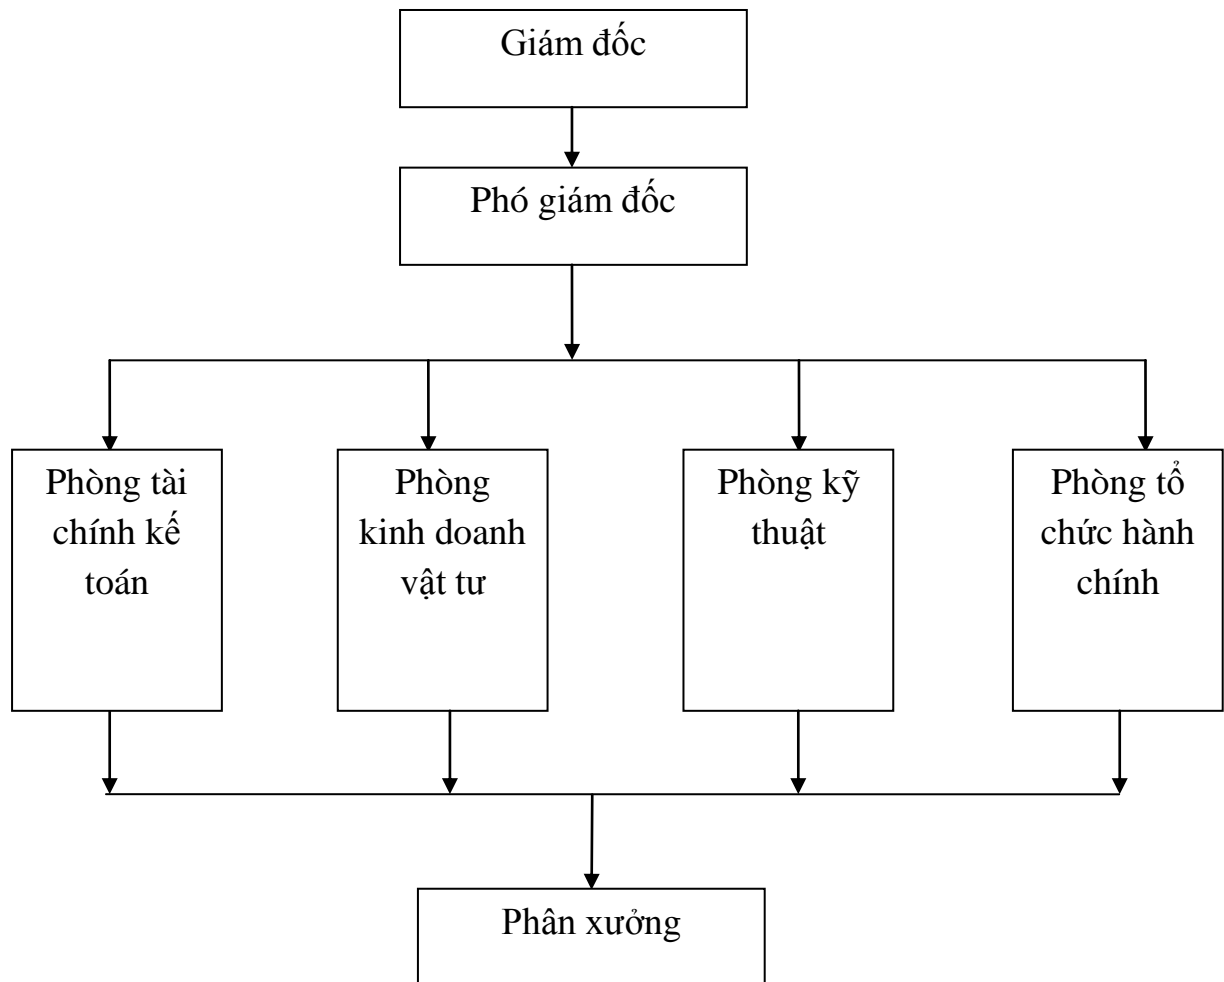 Giám đốc
Phó giám đốc
Phòng tài
chính kế
toán
Phòng
kinh doanh
vật tư
Phòng kỹ
thuật
Phòng tổ
chức hành
chính
Phân xưởng